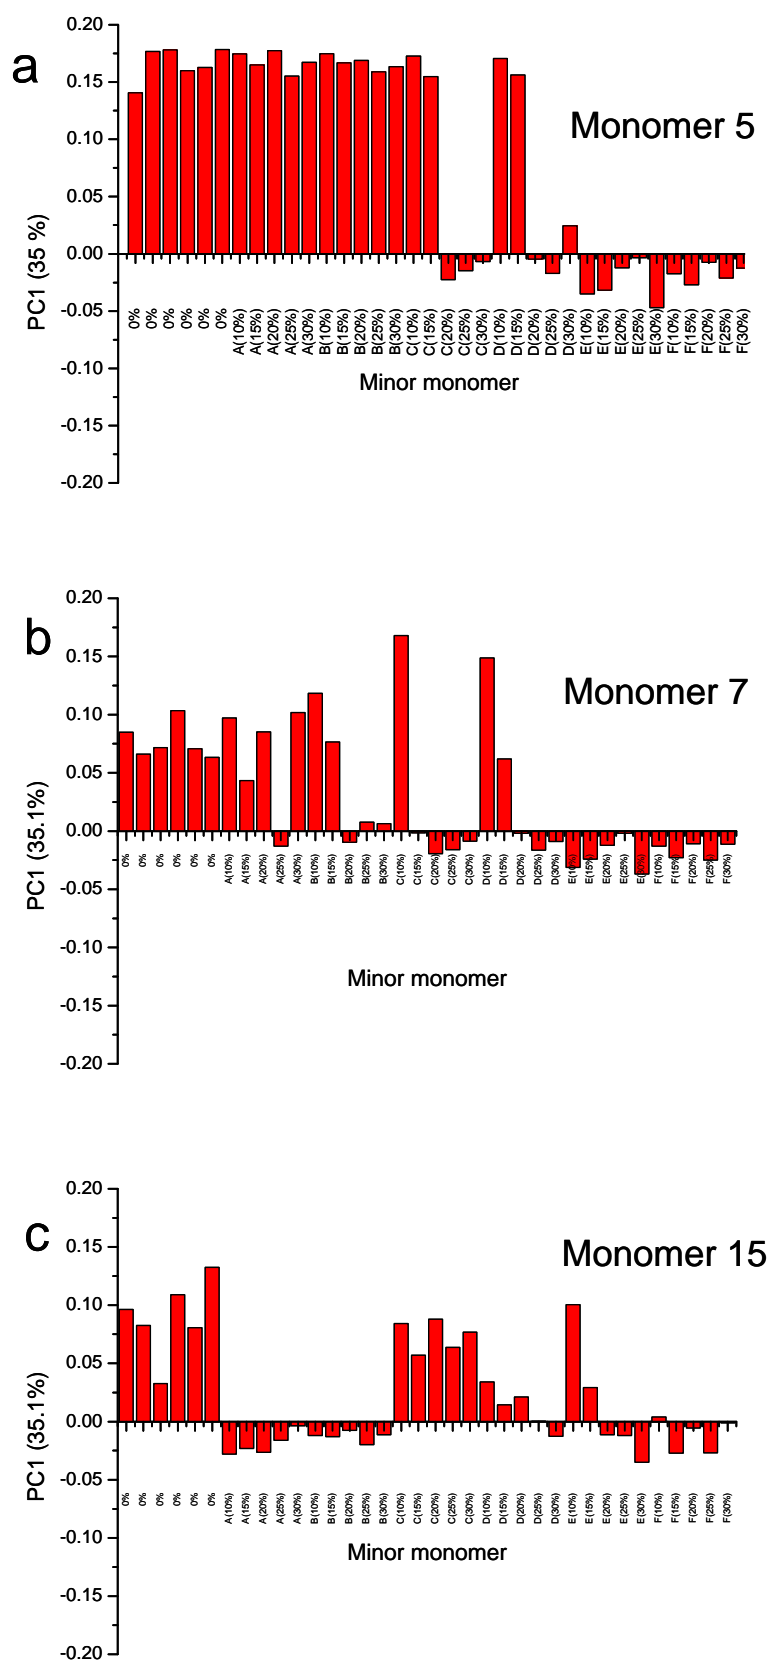 a
Monomer 5
PC1 (35 %)
0.20
0.15
0.10
0.05
0.00
-0.05
-0.10
-0.15
-0.20
0% 0% 0% 0% 0% 0% A(10%) A(15%) A(20%) A(25%) A(30%) B(10%) B(15%) B(20%) B(25%) B(30%) C(10%) C(15%) C(20%) C(25%) C(30%) D(10%) D(15%) D(20%) D(25%) D(30%) E(10%) E(15%) E(20%) E(25%) E(30%) F(10%) F(15%) F(20%) F(25%) F(30%)
Minor monomer
b
Monomer 7
PC1 (35.1%)
0.20
0.15
0.10
0.05
0.00
-0.05
-0.10
-0.15
-0.20
0% 0% 0% 0% 0% 0% A(10%) A(15%) A(20%) A(25%) A(30%) B(10%) B(15%) B(20%) B(25%) B(30%) C(10%) C(15%) C(20%) C(25%) C(30%) D(10%) D(15%) D(20%) D(25%) D(30%) E(10%) E(15%) E(20%) E(25%) E(30%) F(10%) F(15%) F(20%) F(25%) F(30%)
Minor monomer
c
Monomer 15
PC1 (35.1%)
0.20
0.15
0.10
0.05
0.00
-0.05
-0.10
-0.15
-0.20
0% 0% 0% 0% 0% 0% A(10%) A(15%) A(20%) A(25%) A(30%) B(10%) B(15%) B(20%) B(25%) B(30%) C(10%) C(15%) C(20%) C(25%) C(30%) D(10%) D(15%) D(20%) D(25%) D(30%) E(10%) E(15%) E(20%) E(25%) E(30%) F(10%) F(15%) F(20%) F(25%) F(30%)
Minor monomer